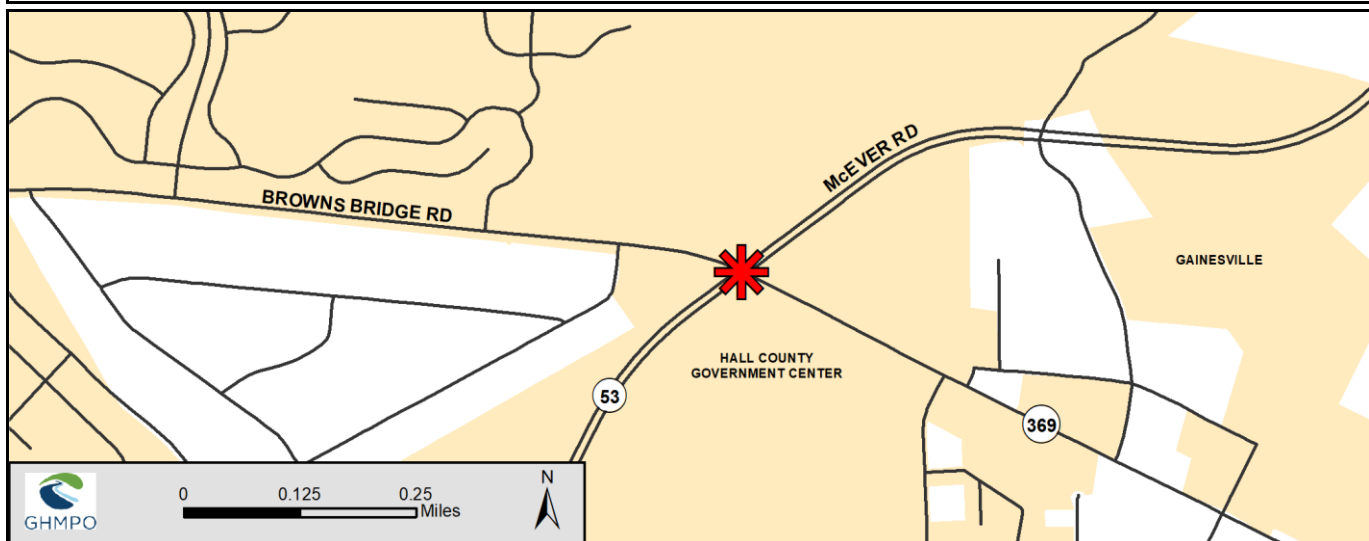 McEVER RD
BROWNS BRIDGE RD
GAINESVILLE
HALL COUNTY
GOVERNMENT CENTER
53
369
GHMPO
0 0.125 0.25
Miles
N